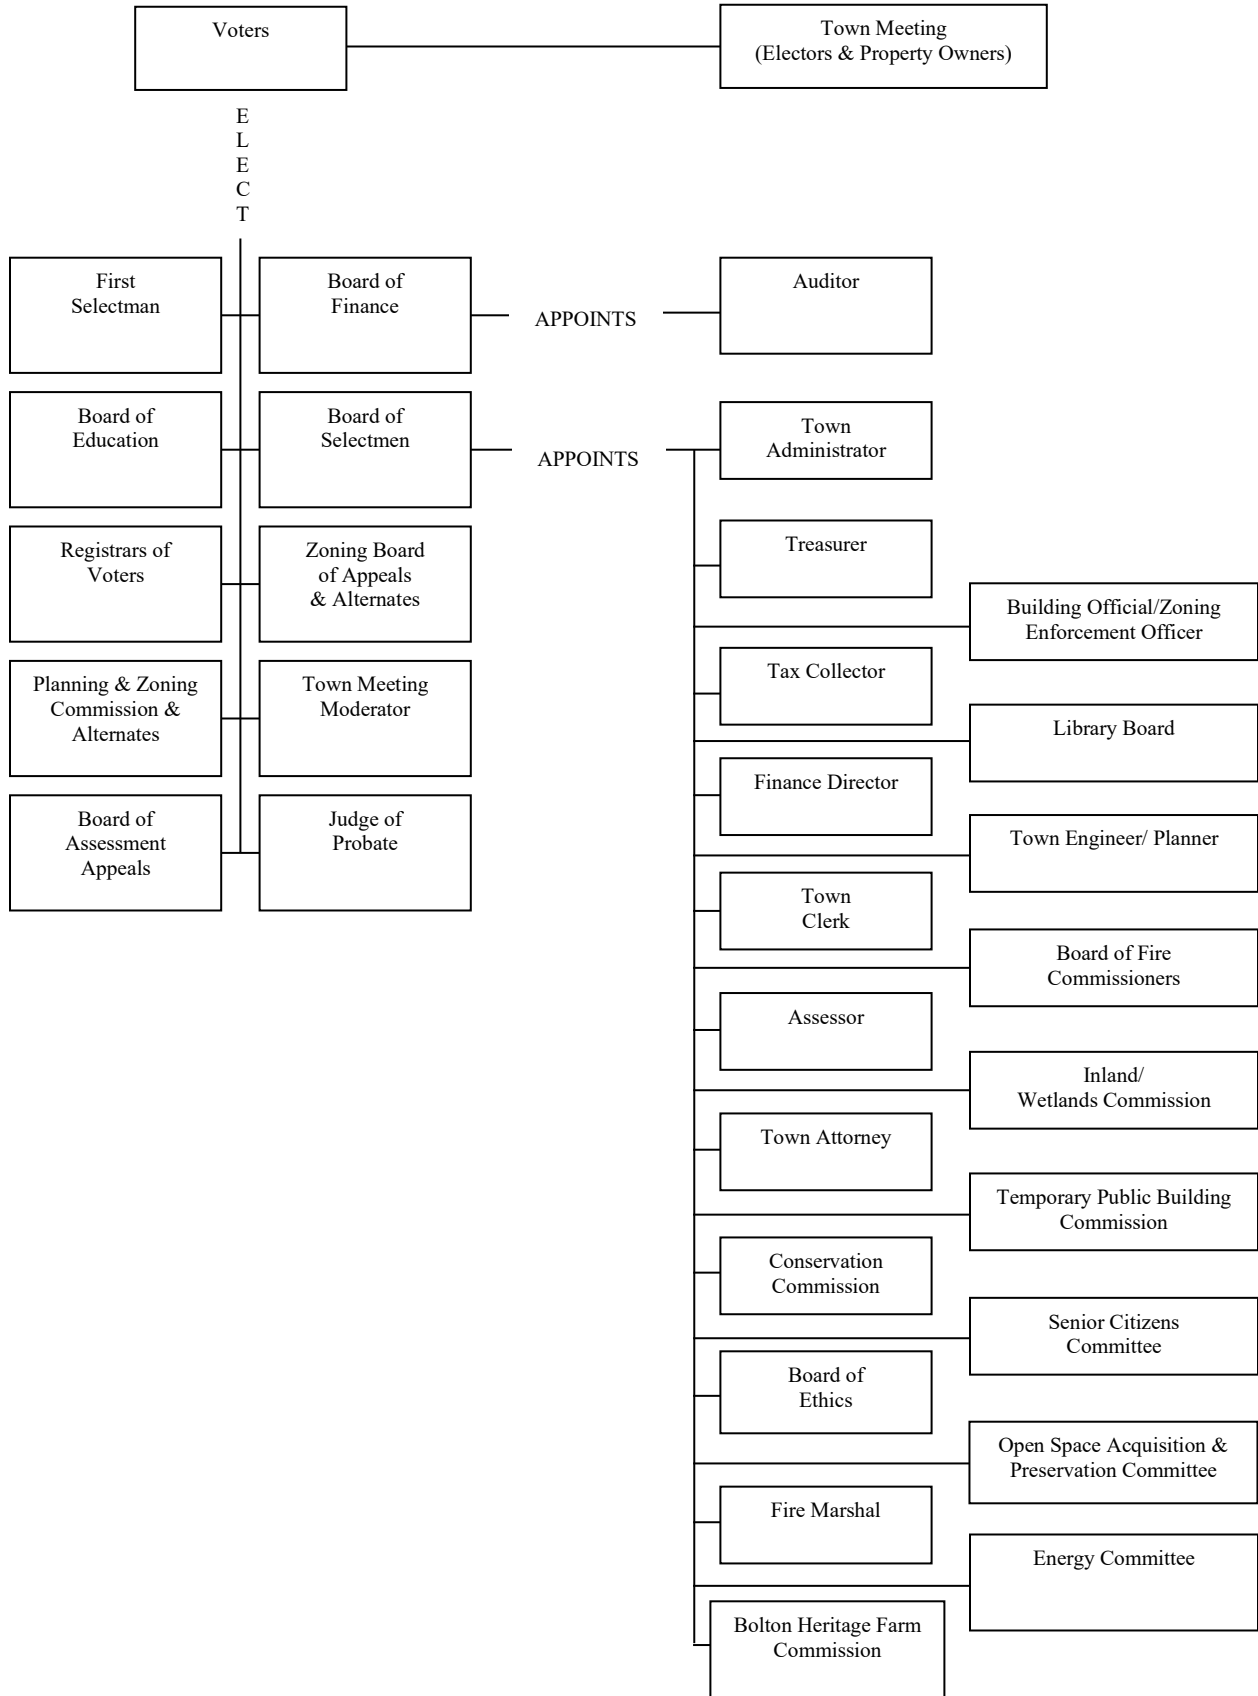 Voters
Town Meeting
(Electors & Property Owners)
E
L
E
C
T
First
Selectman
Board of
Finance
APPOINTS
Auditor
Board of
Education
Board of
Selectmen
APPOINTS
Town
Administrator
Registrars of
Voters
Zoning Board
of Appeals
& Alternates
Planning & Zoning
Commission &
Alternates
Town Meeting
Moderator
Board of
Assessment
Appeals
Judge of
Probate
Treasurer
Building Official/Zoning
Enforcement Officer
Tax Collector
Library Board
Finance Director
Town Engineer/ Planner
Town
Clerk
Board of Fire
Commissioners
Assessor
Inland/
Wetlands Commission
Town Attorney
Temporary Public Building
Commission
Conservation
Commission
Senior Citizens
Committee
Board of
Ethics
Open Space Acquisition &
Preservation Committee
Fire Marshal
Energy Committee
Bolton Heritage Farm
Commission